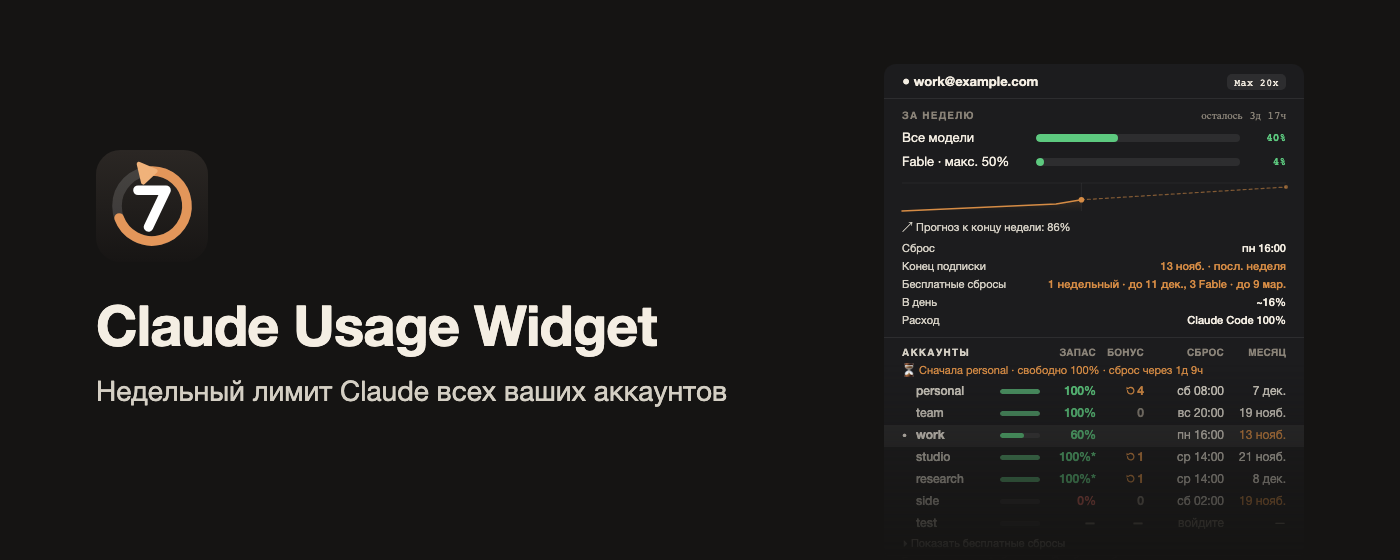 7
Claude Usage Widget
Недельный лимит Claude всех ваших аккаунтов
• work@example.com Max 20x
ЗА НЕДЕЛЮ осталось 3д 17ч
Все модели 40%
Fable · макс. 50% 4%
↗ Прогноз к концу недели: 86%
Сброс пн 16:00
Конец подписки 13 нояб. · посл. неделя
Бесплатные сбросы 1 недельный · до 11 дек., 3 Fable · до 9 мар.
В день ~16%
Расход Claude Code 100%
АККАУНТЫ ЗАПАС БОНУС СБРОС МЕСЯЦ
⏳ Сначала personal · свободно 100% · сброс через 1д 9ч
personal 100% 4 сб 08:00 7 дек.
team 100% 0 вс 20:00 19 нояб.
• work 60% пн 16:00 13 нояб.
studio 100%* 1 ср 14:00 21 нояб.
research 100%* 1 ср 14:00 8 дек.
side 0% 0 сб 02:00 19 нояб.
test — — войдите —
Показать бесплатные сбросы